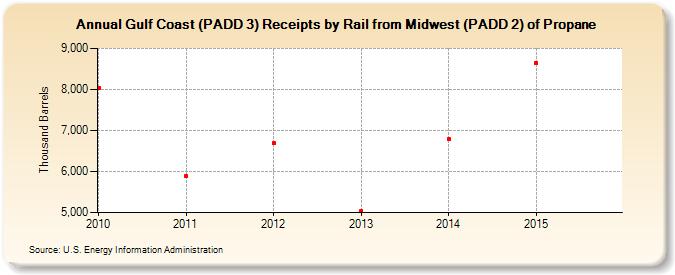 Annual Gulf Coast (PADD 3) Receipts by Rail from Midwest (PADD 2) of Propane
Thousand Barrels
9,000
8,000
7,000
6,000
5,000
2010 2011 2012 2013 2014 2015
Source: U.S. Energy Information Administration